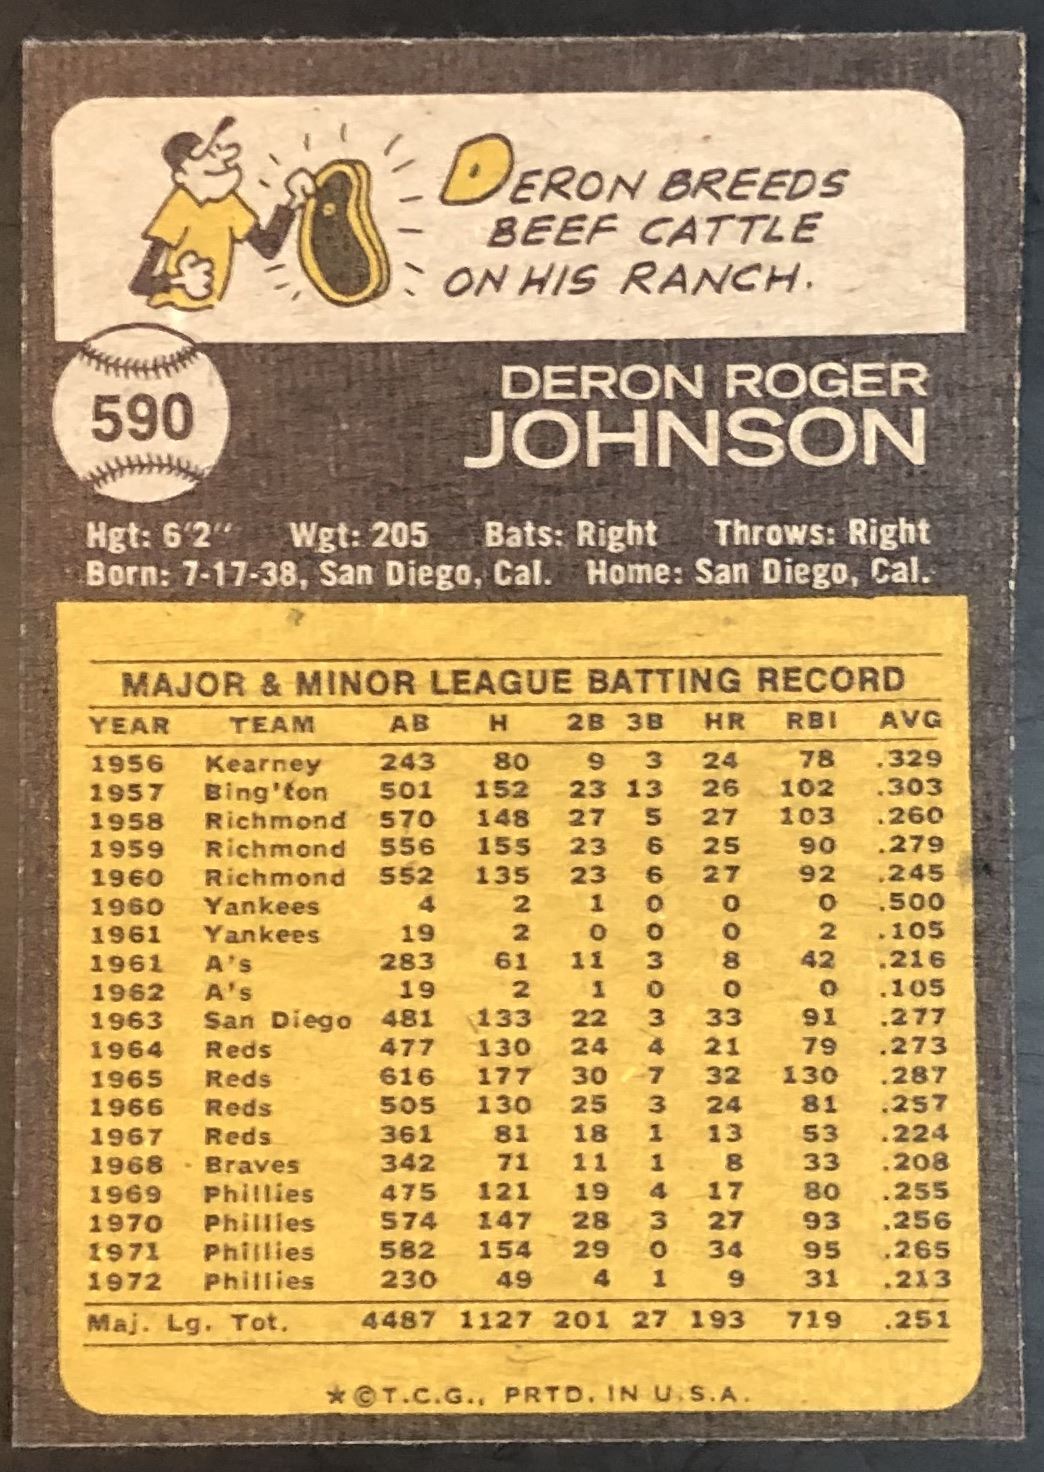 DERON BREEDS
BEEF CATTLE
ON HIS RANCH.
590
DERON ROGER
JOHNSON
Hgt: 6'2" Wgt: 205 Bats: Right Throws: Right
Born: 7-17-38, San Diego, Cal. Home: San Diego, Cal.
MAJOR & MINOR LEAGUE BATTING RECORD
YEAR TEAM AB H 2B 3B HR RBI AVG
1956 Kearney 243 80 9 3 24 78 .329
1957 Bing'ton 501 152 23 13 26 102 .303
1958 Richmond 570 148 27 5 27 103 .260
1959 Richmond 556 155 23 6 25 90 .279
1960 Richmond 552 135 23 6 27 92 .245
1960 Yankees 4 2 1 0 0 0 .500
1961 Yankees 19 2 0 0 0 2 .105
1961 A's 283 61 11 3 8 42 .216
1962 A's 19 2 1 0 0 0 .105
1963 San Diego 481 133 22 3 33 91 .277
1964 Reds 477 130 24 4 21 79 .273
1965 Reds 616 177 30 7 32 130 .287
1966 Reds 505 130 25 3 24 81 .257
1967 Reds 361 81 18 1 13 53 .224
1968 Braves 342 71 11 1 8 33 .208
1969 Phillies 475 121 19 4 17 80 .255
1970 Phillies 574 147 28 3 27 93 .256
1971 Phillies 582 154 29 0 34 95 .265
1972 Phillies 230 49 4 1 9 31 .213
Maj. Lg. Tot. 4487 1127 201 27 193 719 .251
★©T.C.G., PRTD. IN U.S.A.